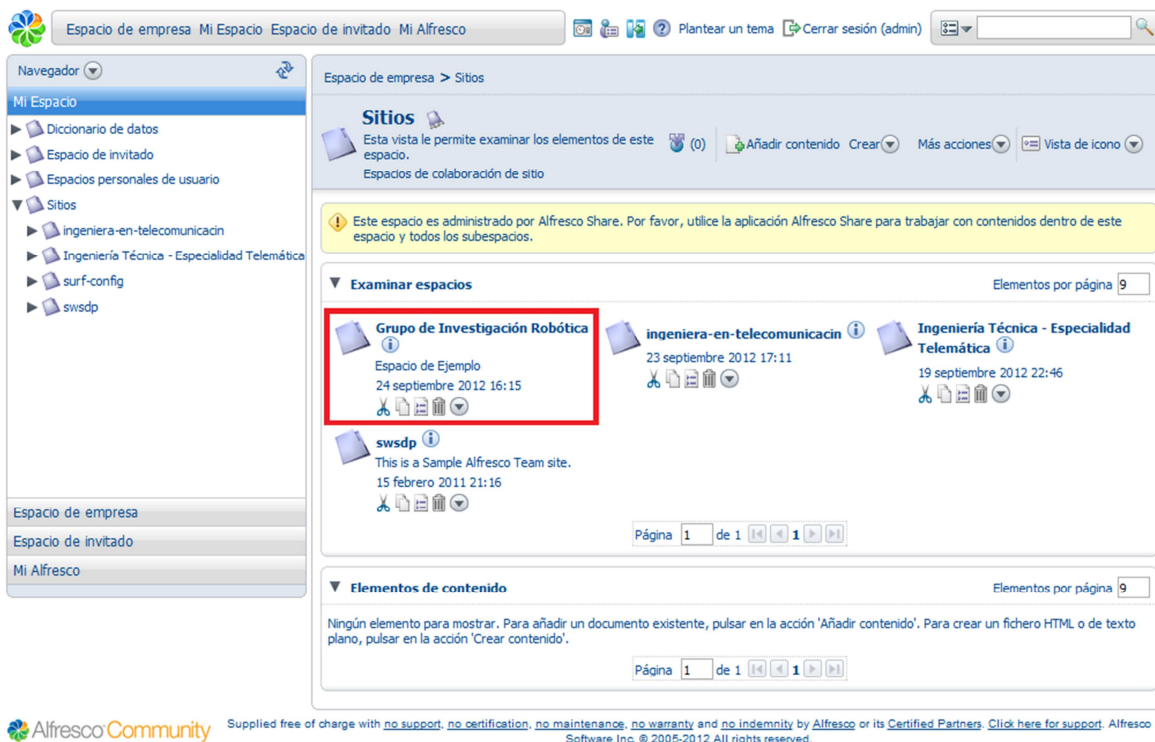 Espacio de empresa Mi Espacio Espacio de invitado Mi Alfresco
Plantear un tema Cerrar sesión (admin)
Navegador
Mi Espacio
Diccionario de datos
Espacio de invitado
Espacios personales de usuario
Sitios
ingeniera-en-telecomunicacin
Ingeniería Técnica - Especialidad Telemática
surf-config
swsdp
Espacio de empresa
Espacio de invitado
Mi Alfresco
Espacio de empresa > Sitios
Sitios
Esta vista le permite examinar los elementos de este
espacio.
Espacios de colaboración de sitio
(0)
Añadir contenido Crear
Más acciones
Vista de icono
Este espacio es administrado por Alfresco Share. Por favor, utilice la aplicación Alfresco Share para trabajar con contenidos dentro de este
espacio y todos los subespacios.
Examinar espacios
Elementos por página 9
Grupo de Investigación Robótica
Espacio de Ejemplo
24 septiembre 2012 16:15
ingeniera-en-telecomunicacin
23 septiembre 2012 17:11
Ingeniería Técnica - Especialidad
Telemática
19 septiembre 2012 22:46
swsdp
This is a Sample Alfresco Team site.
15 febrero 2011 21:16
Página 1 de 1 1
Elementos de contenido
Elementos por página 9
Ningún elemento para mostrar. Para añadir un documento existente, pulsar en la acción 'Añadir contenido'. Para crear un fichero HTML o de texto
plano, pulsar en la acción 'Crear contenido'.
Página 1 de 1 1
Alfresco Community
Supplied free of charge with no support, no certification, no maintenance, no warranty and no indemnity by Alfresco or its Certified Partners. Click here for support. Alfresco
Software Inc. © 2005-2012 All rights reserved.